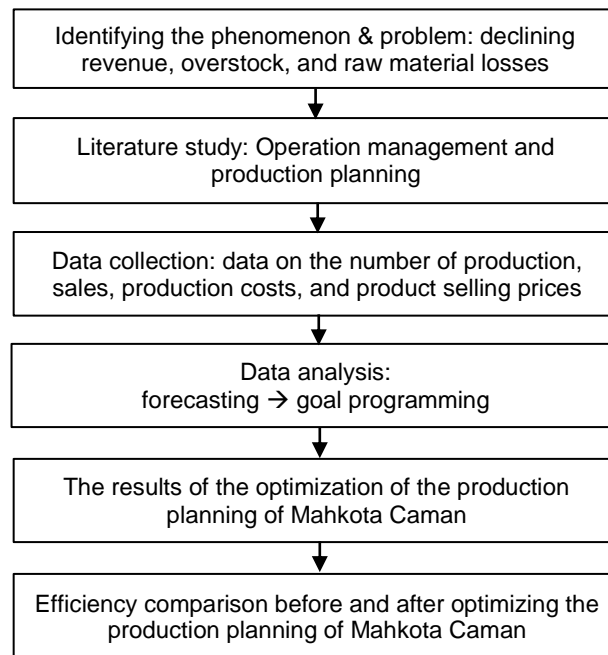 Identifying the phenomenon & problem: declining
revenue, overstock, and raw material losses
Literature study: Operation management and
production planning
Data collection: data on the number of production,
sales, production costs, and product selling prices
Data analysis:
forecasting → goal programming
The results of the optimization of the production
planning of Mahkota Caman
Efficiency comparison before and after optimizing the
production planning of Mahkota Caman